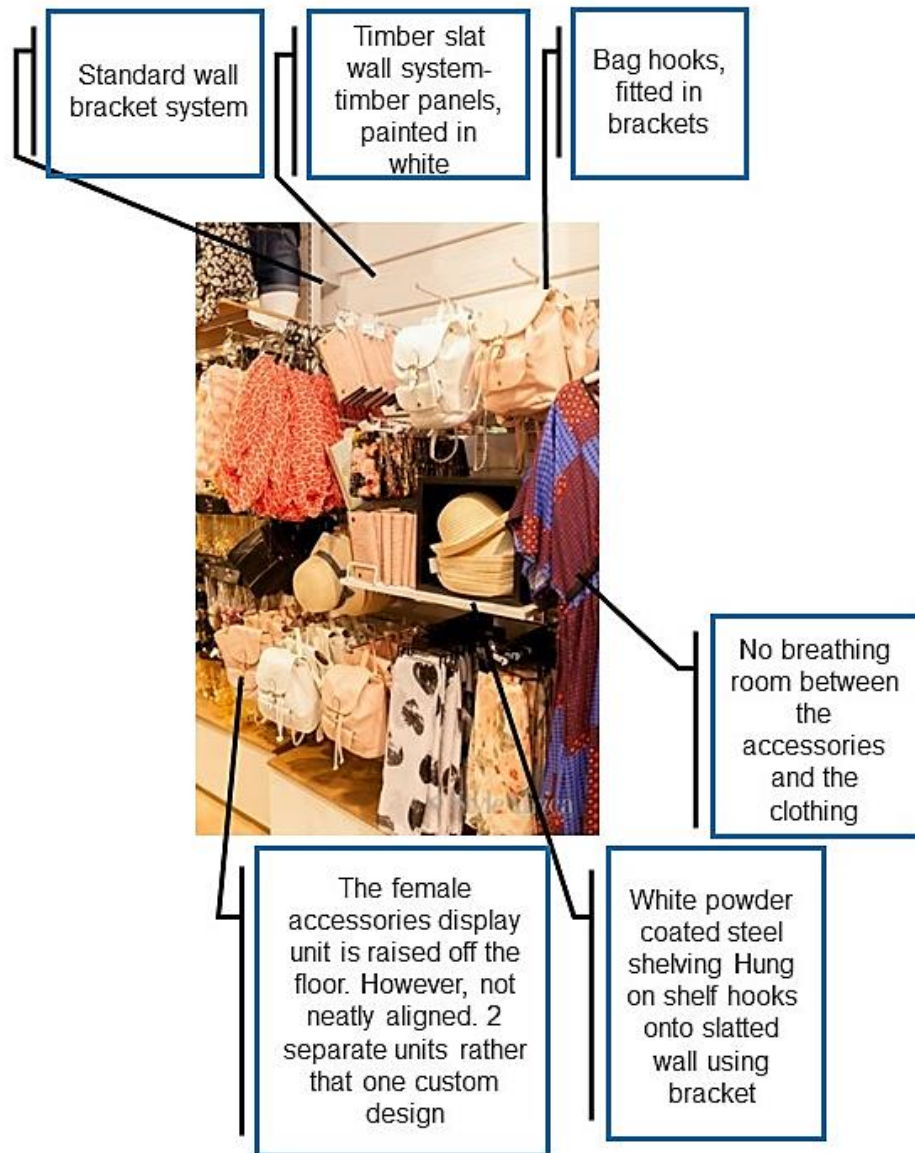 Standard wall
bracket system
Timber slat
wall system-
timber panels,
painted in
white
Bag hooks,
fitted in
brackets
No breathing
room between
the
accessories
and the
clothing
The female
accessories display
unit is raised off the
floor. However, not
neatly aligned. 2
separate units rather
that one custom
design
White powder
coated steel
shelving Hung
on shelf hooks
onto slatted
wall using
bracket